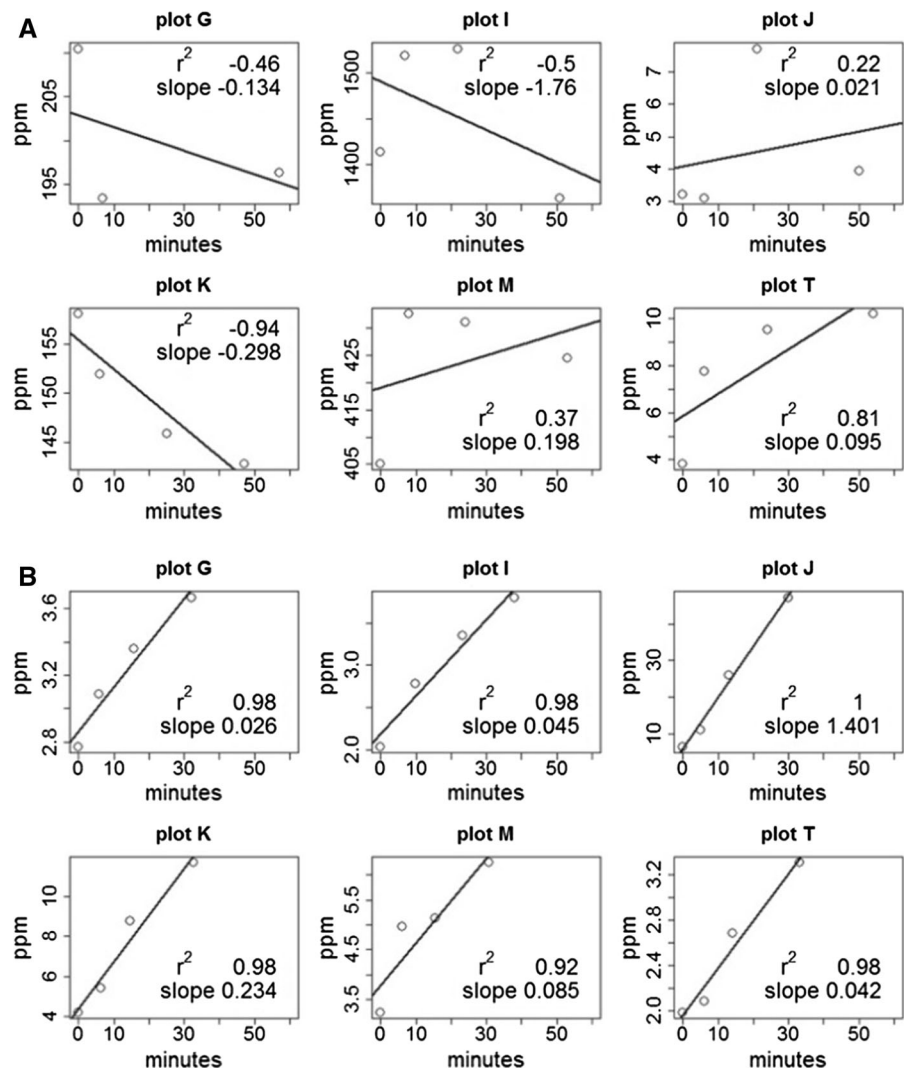 A
plot G
r² -0.46
slope -0.134
205
195
ppm
0 10 30 50
minutes
plot I
r² -0.5
slope -1.76
1500
1400
ppm
0 10 30 50
minutes
plot J
r² 0.22
slope 0.021
7
6
5
4
3
ppm
0 10 30 50
minutes
plot K
r² -0.94
slope -0.298
155
150
145
ppm
0 10 30 50
minutes
plot M
r² 0.37
slope 0.198
425
415
405
ppm
0 10 30 50
minutes
plot T
r² 0.81
slope 0.095
10
8
6
4
ppm
0 10 30 50
minutes
B
plot G
r² 0.98
slope 0.026
3.6
3.2
2.8
ppm
0 10 30 50
minutes
plot I
r² 0.98
slope 0.045
3.0
2.0
ppm
0 10 30 50
minutes
plot J
r² 1
slope 1.401
30
10
ppm
0 10 30 50
minutes
plot K
r² 0.98
slope 0.234
10
8
6
4
ppm
0 10 30 50
minutes
plot M
r² 0.92
slope 0.085
5.5
4.5
3.5
ppm
0 10 30 50
minutes
plot T
r² 0.98
slope 0.042
3.2
2.8
2.4
2.0
ppm
0 10 30 50
minutes